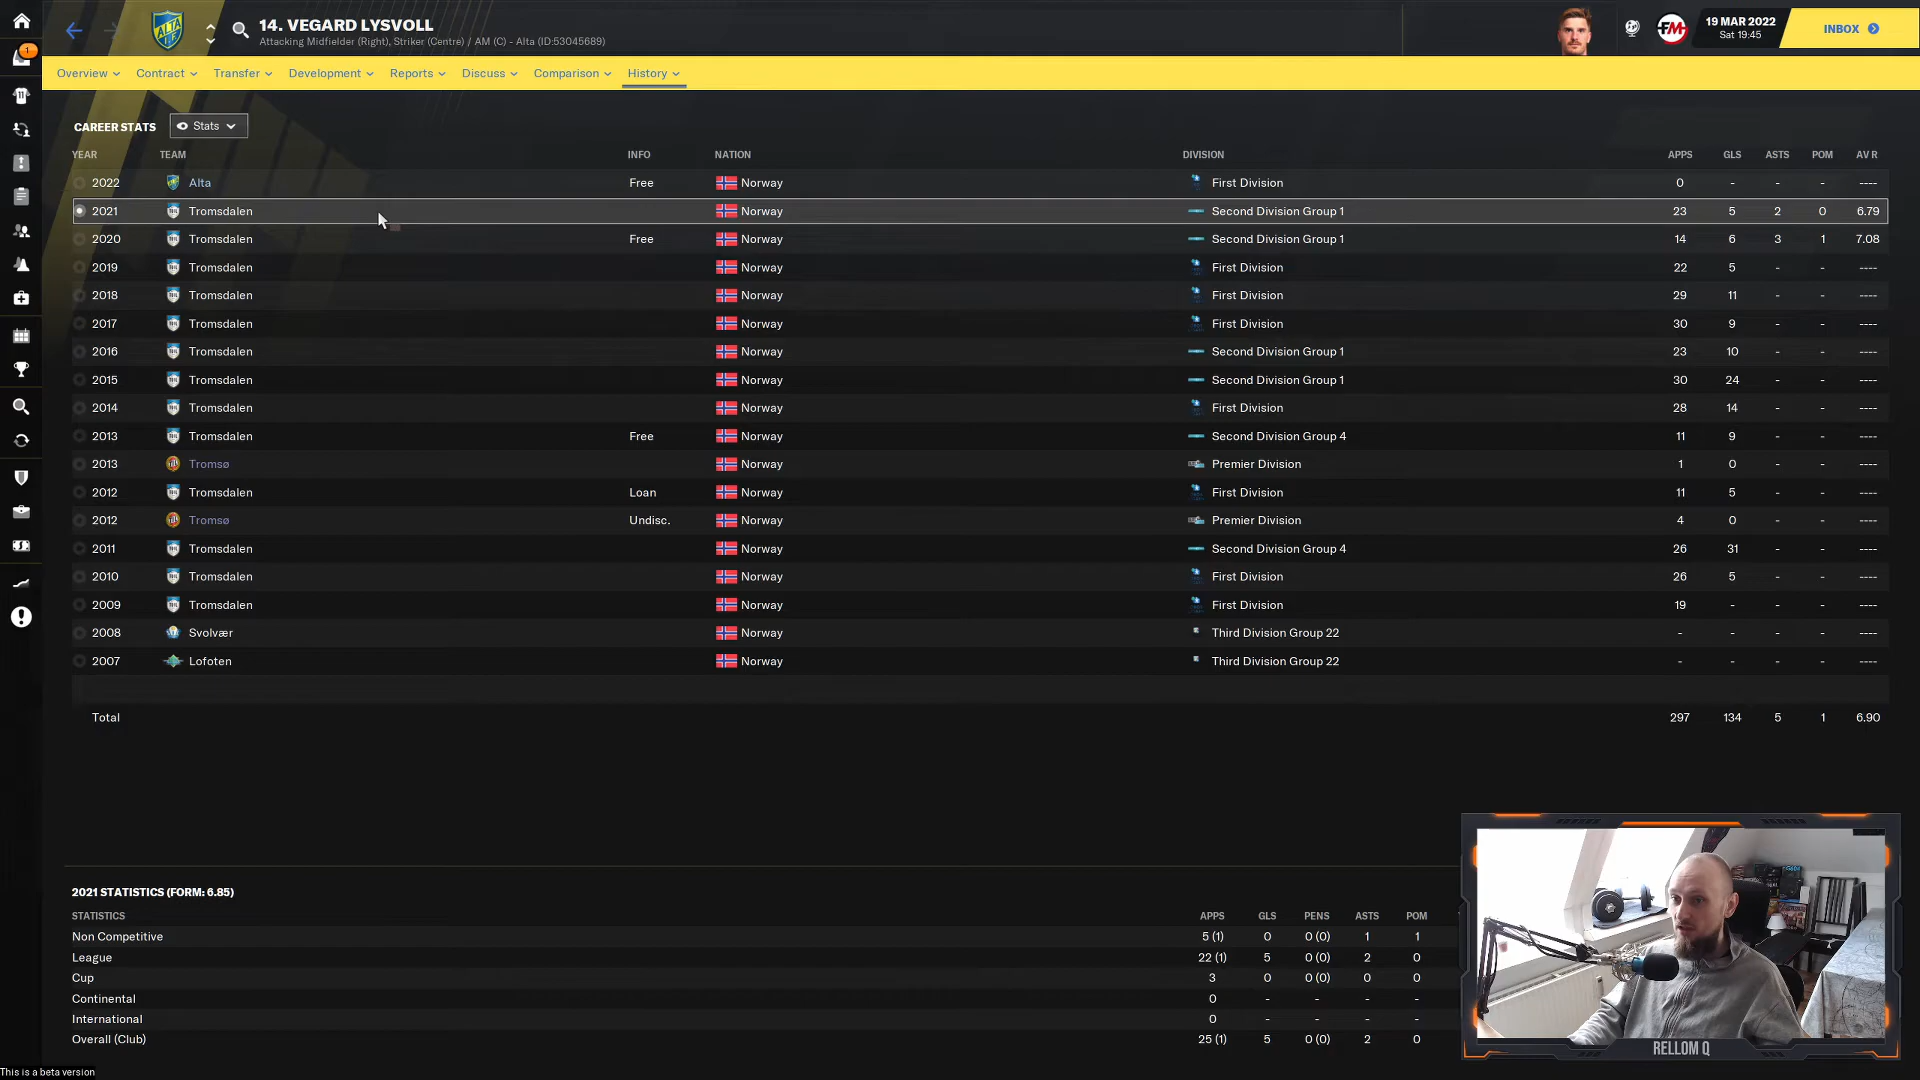 14. VEGARD LYSVOLL
Attacking Midfielder (Right), Striker (Centre) / AM (C) - Alta (ID:53045689)
FM
19 MAR 2022
Sat 19:45
INBOX
1
Overview Contract Transfer Development Reports Discuss Comparison History
CAREER STATS Stats
YEAR TEAM INFO NATION DIVISION APPS GLS ASTS POM AV R
2022 Alta Free Norway First Division 0 - - - ----
2021 Tromsdalen Norway Second Division Group 1 23 5 2 0 6.79
2020 Tromsdalen Free Norway Second Division Group 1 14 6 3 1 7.08
2019 Tromsdalen Norway First Division 22 5 - - ----
2018 Tromsdalen Norway First Division 29 11 - - ----
2017 Tromsdalen Norway First Division 30 9 - - ----
2016 Tromsdalen Norway Second Division Group 1 23 10 - - ----
2015 Tromsdalen Norway Second Division Group 1 30 24 - - ----
2014 Tromsdalen Norway First Division 28 14 - - ----
2013 Tromsdalen Free Norway Second Division Group 4 11 9 - - ----
2013 Tromsø Norway Premier Division 1 0 - - ----
2012 Tromsdalen Loan Norway First Division 11 5 - - ----
2012 Tromsø Undisc. Norway Premier Division 4 0 - - ----
2011 Tromsdalen Norway Second Division Group 4 26 31 - - ----
2010 Tromsdalen Norway First Division 26 5 - - ----
2009 Tromsdalen Norway First Division 19 - - - ----
2008 Svolvær Norway Third Division Group 22 - - - - ----
2007 Lofoten Norway Third Division Group 22 - - - - ----
Total 297 134 5 1 6.90
2021 STATISTICS (FORM: 6.85)
STATISTICS APPS GLS PENS ASTS POM
Non Competitive 5 (1) 0 0 (0) 1 1
League 22 (1) 5 0 (0) 2 0
Cup 3 0 0 (0) 0 0
Continental 0 - - - -
International 0 - - - -
Overall (Club) 25 (1) 5 0 (0) 2 0
RELLOM Q
This is a beta version